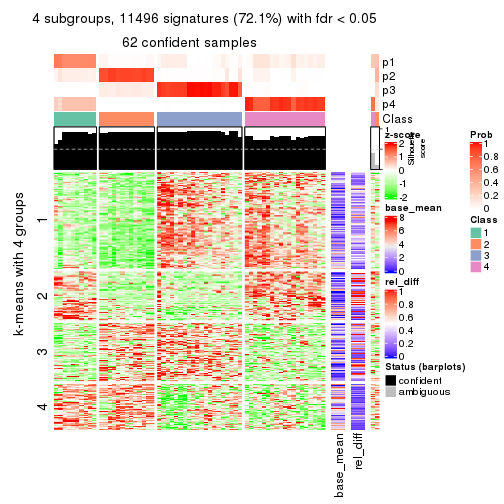 4 subgroups, 11496 signatures (72.1%) with fdr < 0.05
62 confident samples
p1
p2
p3
p4
Class
1
Silhouette
score
k-means with 4 groups
1
2
3
4
base_mean
rel_diff
z-score
2
1
0
-1
-2
base_mean
8
6
4
2
0
rel_diff
1
0.8
0.6
0.4
0.2
0
Status (barplots)
confident
ambiguous
Prob
1
0.8
0.6
0.4
0.2
0
Class
1
2
3
4